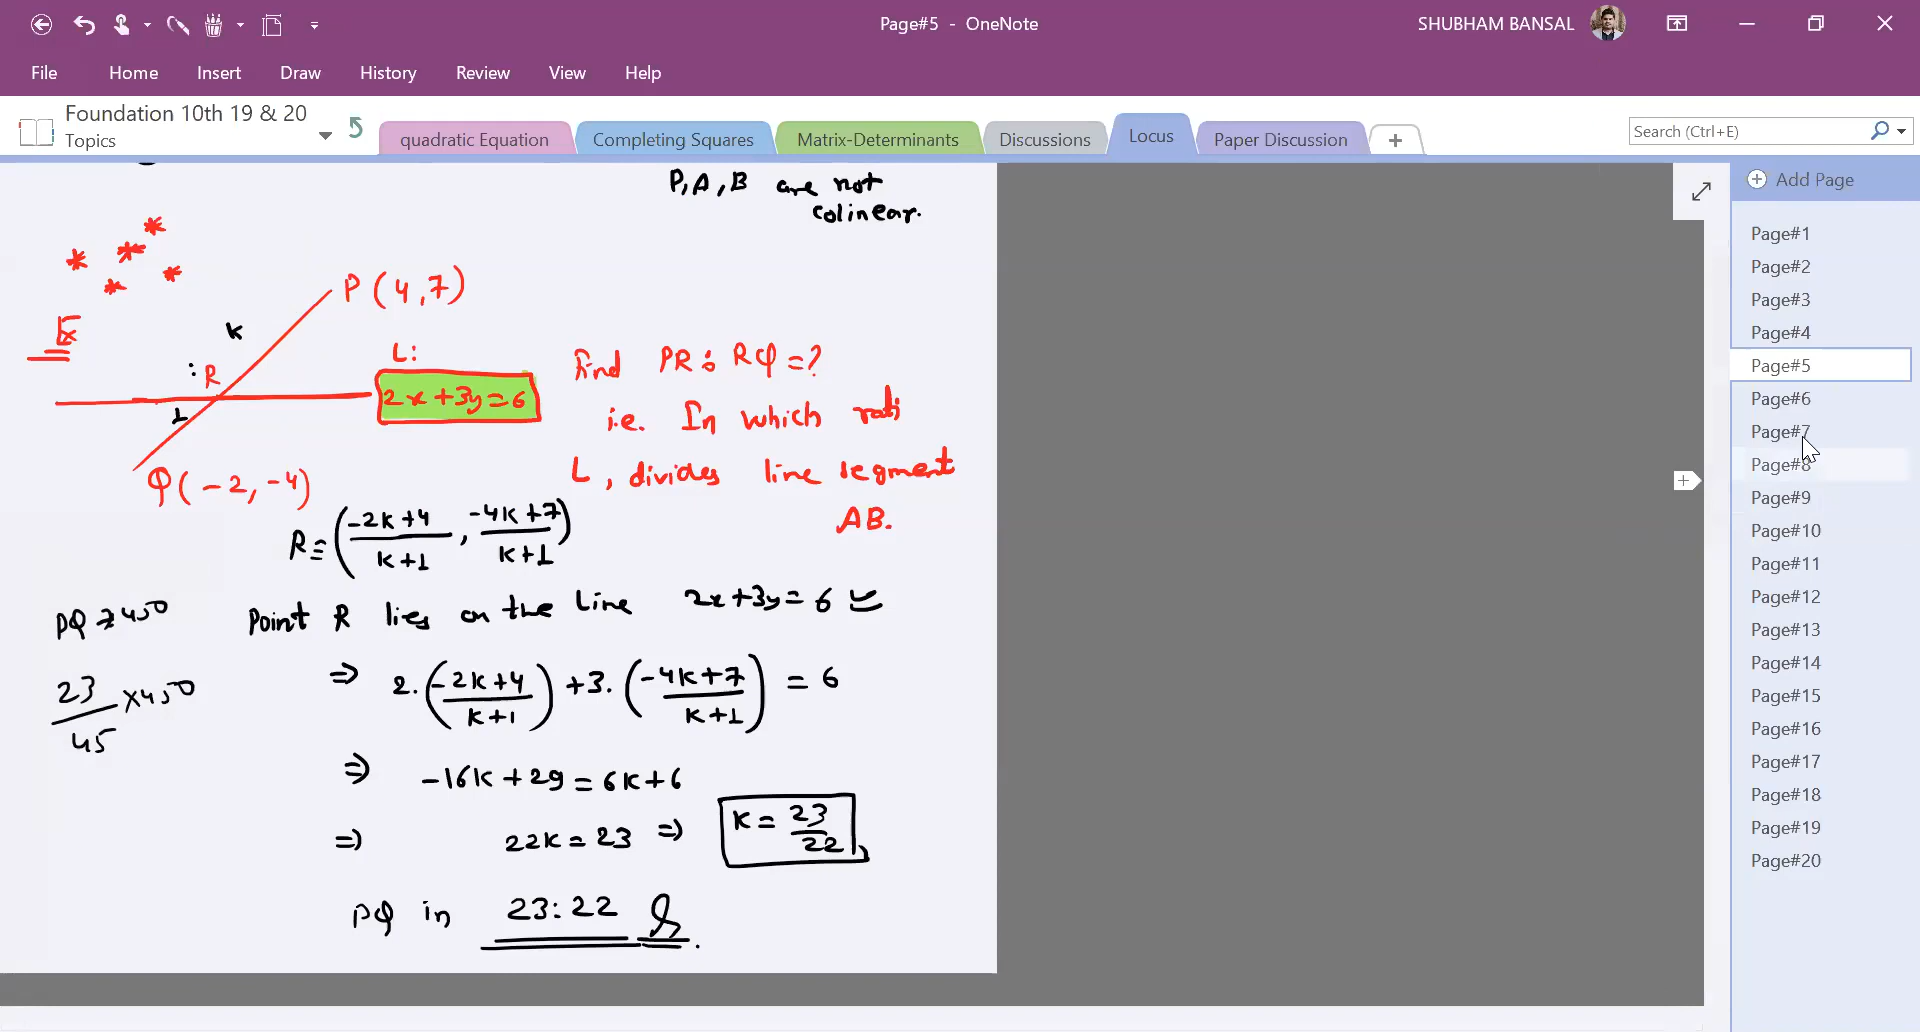 Page#5 - OneNote
SHUBHAM BANSAL
File Home Insert Draw History Review View Help
Foundation 10th 19 & 20
Topics
quadratic Equation
Completing Squares
Matrix-Determinants
Discussions
Locus
Paper Discussion
+
Search (Ctrl+E)
P, A, B are not
colinear.
P (4,7)
Ex
K
:
R
L:
2x+3y=6
1
Q(-2,-4)
Find PR : RQ = ?
i.e. In which
L, divides line segment
AB.
R ≡ ((-2K+4)/(K+1), (-4K+7)/(K+1))
PQ → 450
23/45 × 450
Point R lies on the Line 2x+3y=6
⇒ 2.((-2K+4)/(K+1)) + 3.((-4K+7)/(K+1)) = 6
⇒ -16K+29=6K+6
⇒ 22K=23 ⇒ K = 23/22
PQ in 23:22
Add Page
Page#1
Page#2
Page#3
Page#4
Page#5
Page#6
Page#7
Page#8
Page#9
Page#10
Page#11
Page#12
Page#13
Page#14
Page#15
Page#16
Page#17
Page#18
Page#19
Page#20